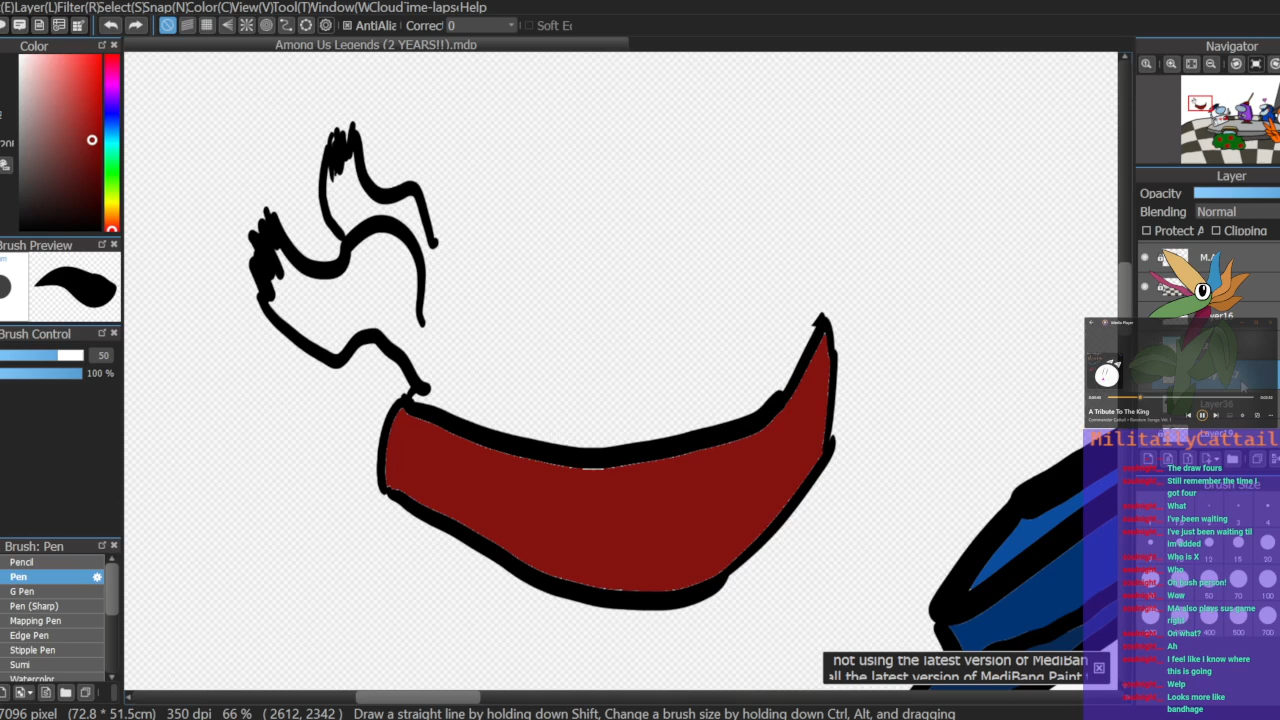 (E)Layer(L)Filter(R)Select(S)Snap(N)Color(C)View(V)Tool(T)Window(W)Cloud Help
AntiAlia Correct 0 Soft Ec
Color
Among Us Legends (2 YEARS!!).mdp
Navigator
Brush Preview
Layer
Opacity
Blending Normal
Protect A Clipping
Brush Control
50
100 %
A Tribute To The King
MilitailyCattail
The draw fours
Still remember the time I
got four
What
I've been waiting
I've just been waiting til
im added
Who is X
Who
Oh bush person!
Wow
MA also plays sus game
right
On what?
Ah
I feel like I know where
this is going
Welp
Looks more like
bandhage
Brush Size
Brush: Pen
Pencil
Pen
G Pen
Pen (Sharp)
Mapping Pen
Edge Pen
Stipple Pen
Sumi
Watercolor
not using the latest version of MediBan
all the latest version of MediBang Paint
7096 pixel (72.8 * 51.5cm) 350 dpi 66 % ( 2612, 2342 ) Draw a straight line by holding down Shift, Change a brush size by holding down Ctrl, Alt, and dragging